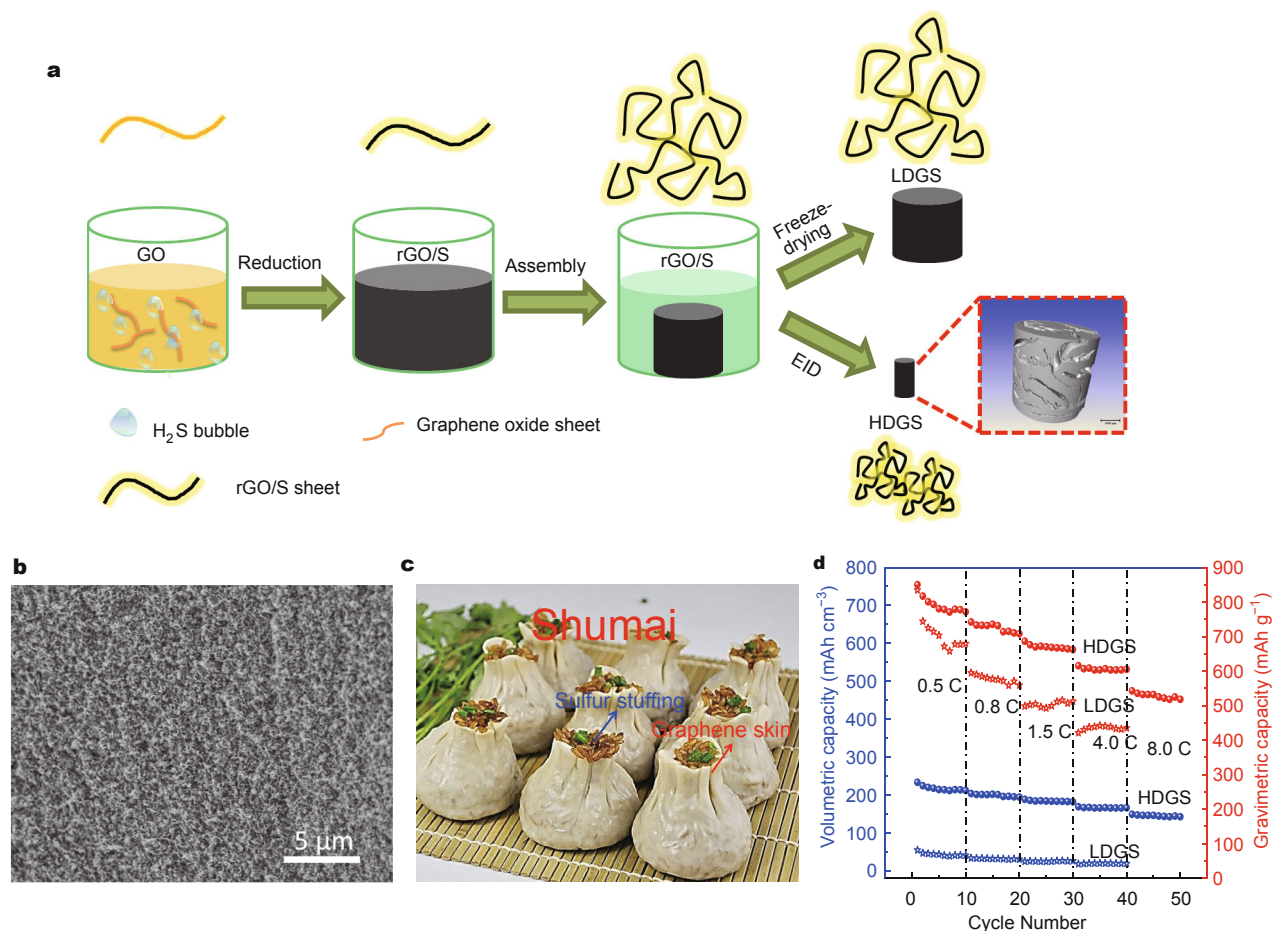 a
LDGS
GO
Reduction
rGO/S
Assembly
rGO/S
Freeze-
drying
EID
HDGS
H₂S bubble
Graphene oxide sheet
rGO/S sheet
b
5 μm
c
Shumai
Sulfur stuffing
Graphene skin
d
Volumetric capacity (mAh cm⁻³)
800
700
600
500
400
300
200
100
0
HDGS
LDGS
0.5 C
0.8 C
1.5 C
4.0 C
8.0 C
HDGS
LDGS
900
800
700
600
500
400
300
200
100
0
Gravimetric capacity (mAh g⁻¹)
0 10 20 30 40 50
Cycle Number